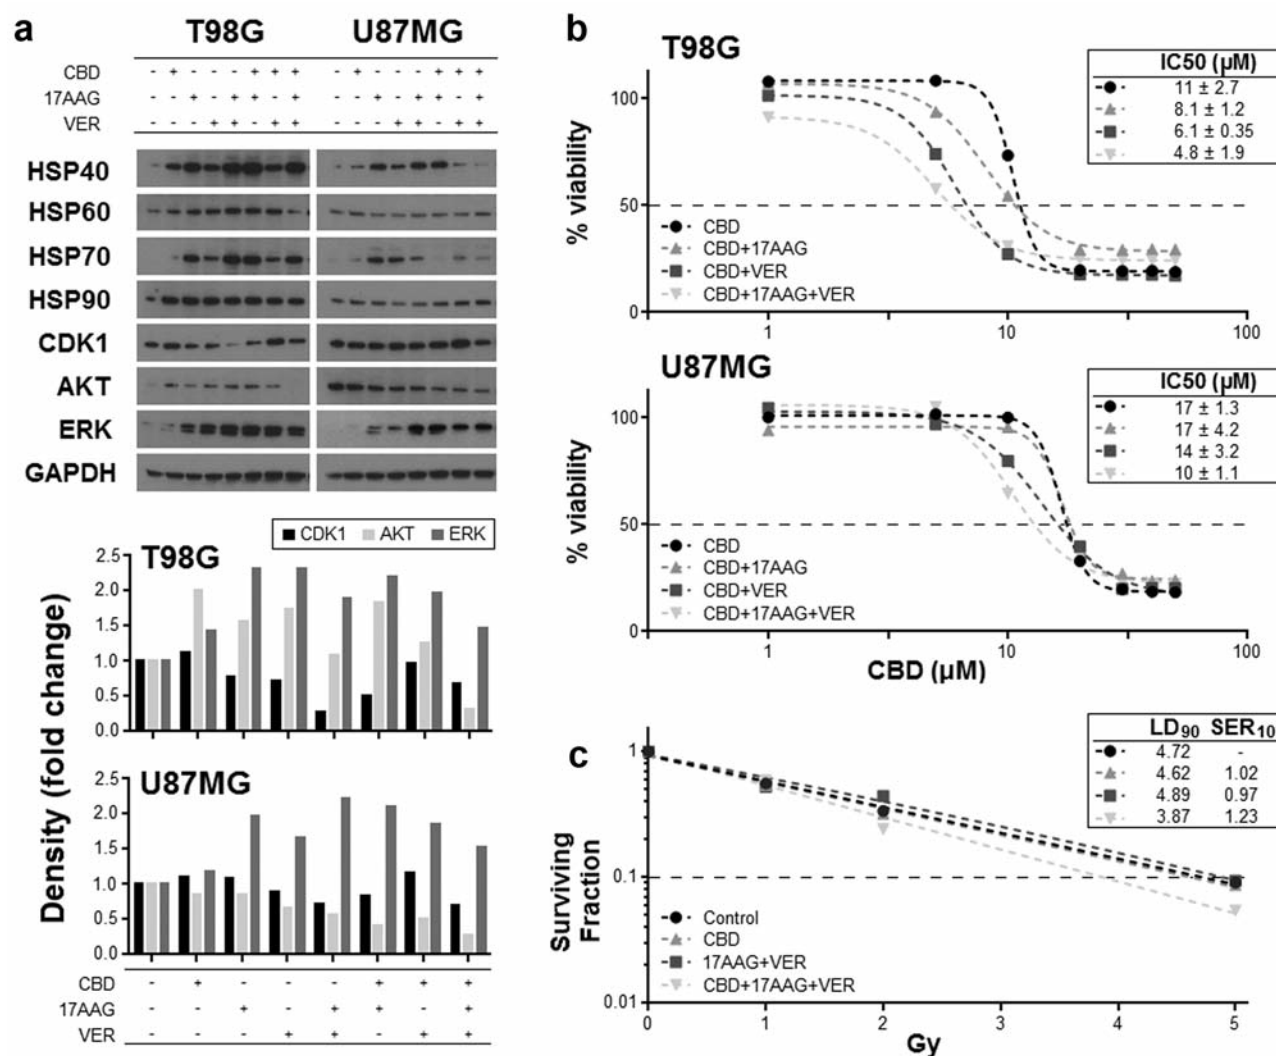 a
T98G U87MG
CBD - + - - - + + + - + - - - + + +
17AAG - - + - + + - + - - + - + + - +
VER - - - + + - + + - - - + + - + +
HSP40
HSP60
HSP70
HSP90
CDK1
AKT
ERK
GAPDH
CDK1 AKT ERK
Density (fold change)
T98G
2.5
2.0
1.5
1.0
0.5
0.0
U87MG
2.5
2.0
1.5
1.0
0.5
0.0
CBD - + - - - + + +
17AAG - - + - + + - +
VER - - - + + - + +
b
T98G
% viability
100
50
0
1 10 100
IC50 (µM)
11 ± 2.7
8.1 ± 1.2
6.1 ± 0.35
4.8 ± 1.9
CBD
CBD+17AAG
CBD+VER
CBD+17AAG+VER
U87MG
% viability
100
50
0
1 10 100
CBD (µM)
IC50 (µM)
17 ± 1.3
17 ± 4.2
14 ± 3.2
10 ± 1.1
CBD
CBD+17AAG
CBD+VER
CBD+17AAG+VER
c
Surviving
Fraction
1
0.1
0.01
0 1 2 3 4 5
Gy
LD90 SER10
4.72 -
4.62 1.02
4.89 0.97
3.87 1.23
Control
CBD
17AAG+VER
CBD+17AAG+VER